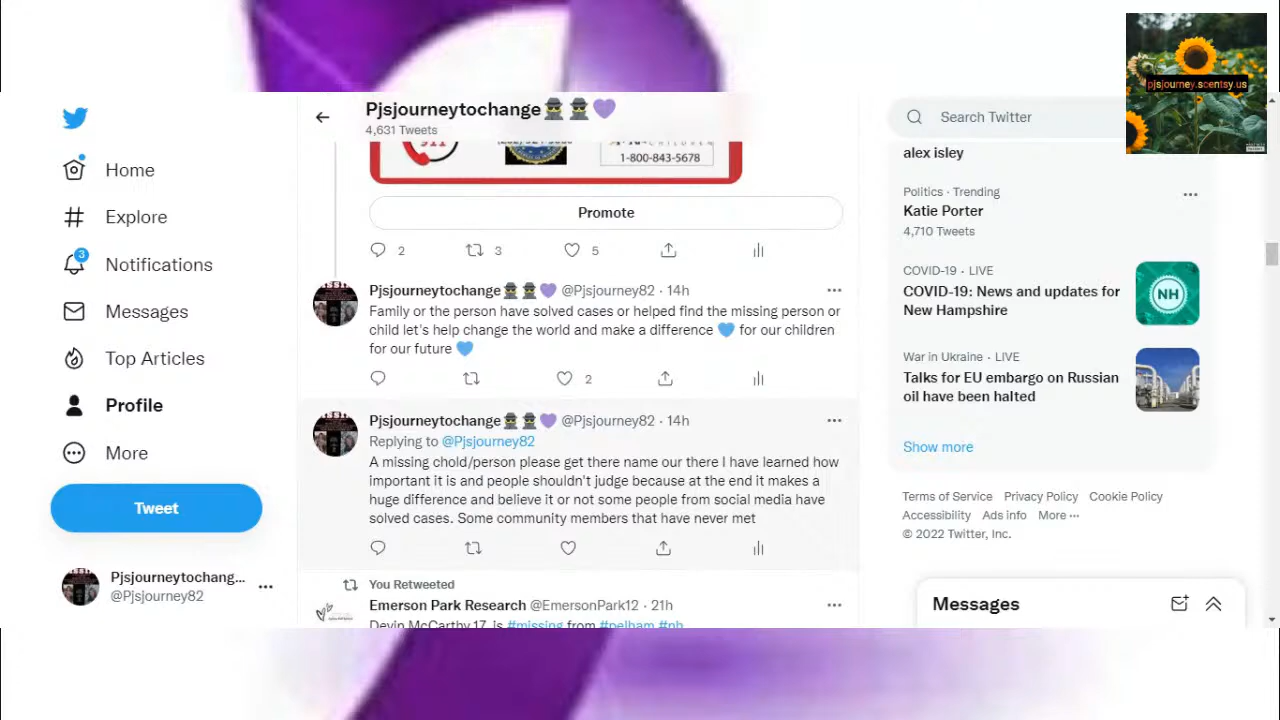 pjsjourney.scentsy.us
Pjsjourneytochange
4,631 Tweets
Search Twitter
Home
Explore
3
Notifications
Messages
Top Articles
Profile
More
Tweet
Pjsjourneytochang...
@Pjsjourney82
911
1-800-843-5678
Promote
2
3
5
Pjsjourneytochange @Pjsjourney82 · 14h
Family or the person have solved cases or helped find the missing person or
child let's help change the world and make a difference 💙 for our children
for our future 💙
2
Pjsjourneytochange @Pjsjourney82 · 14h
Replying to @Pjsjourney82
A missing chold/person please get there name our there I have learned how
important it is and people shouldn't judge because at the end it makes a
huge difference and believe it or not some people from social media have
solved cases. Some community members that have never met
You Retweeted
Emerson Park Research @EmersonPark12 · 21h
Devin McCarthy 17, is #missing from #pelham #nh
alex isley
Politics · Trending
Katie Porter
4,710 Tweets
COVID-19 · LIVE
COVID-19: News and updates for
New Hampshire
NH
War in Ukraine · LIVE
Talks for EU embargo on Russian
oil have been halted
Show more
Terms of Service Privacy Policy Cookie Policy
Accessibility Ads info More ···
© 2022 Twitter, Inc.
Messages